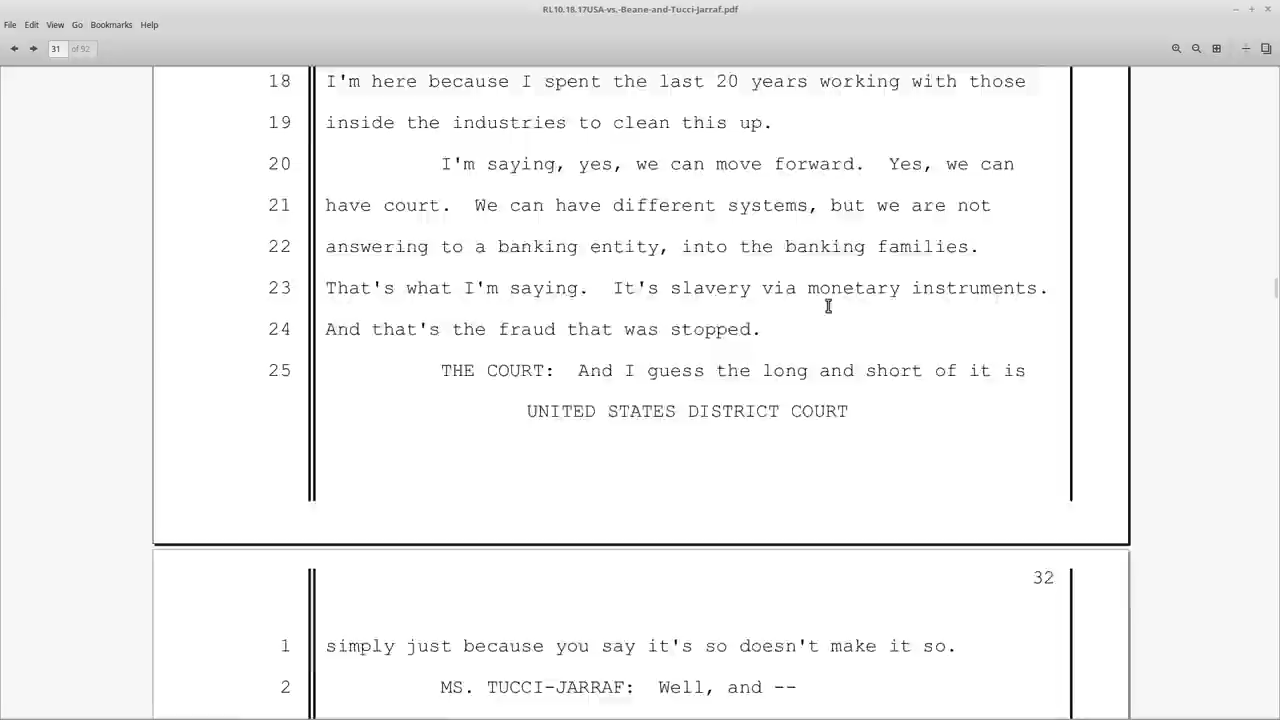 RL10.18.17USA-vs.-Beane-and-Tucci-Jarraf.pdf
File Edit View Go Bookmarks Help
31 of 92
18 I'm here because I spent the last 20 years working with those
19 inside the industries to clean this up.
20 I'm saying, yes, we can move forward. Yes, we can
21 have court. We can have different systems, but we are not
22 answering to a banking entity, into the banking families.
23 That's what I'm saying. It's slavery via monetary instruments.
24 And that's the fraud that was stopped.
25 THE COURT: And I guess the long and short of it is
UNITED STATES DISTRICT COURT
32
1 simply just because you say it's so doesn't make it so.
2 MS. TUCCI-JARRAF: Well, and --